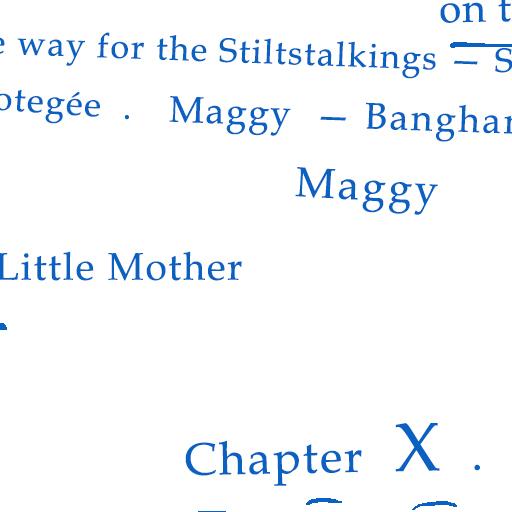 on t
way for the Stiltstalkings — S
otegée . Maggy — Banghar
Maggy
Little Mother
Chapter X .